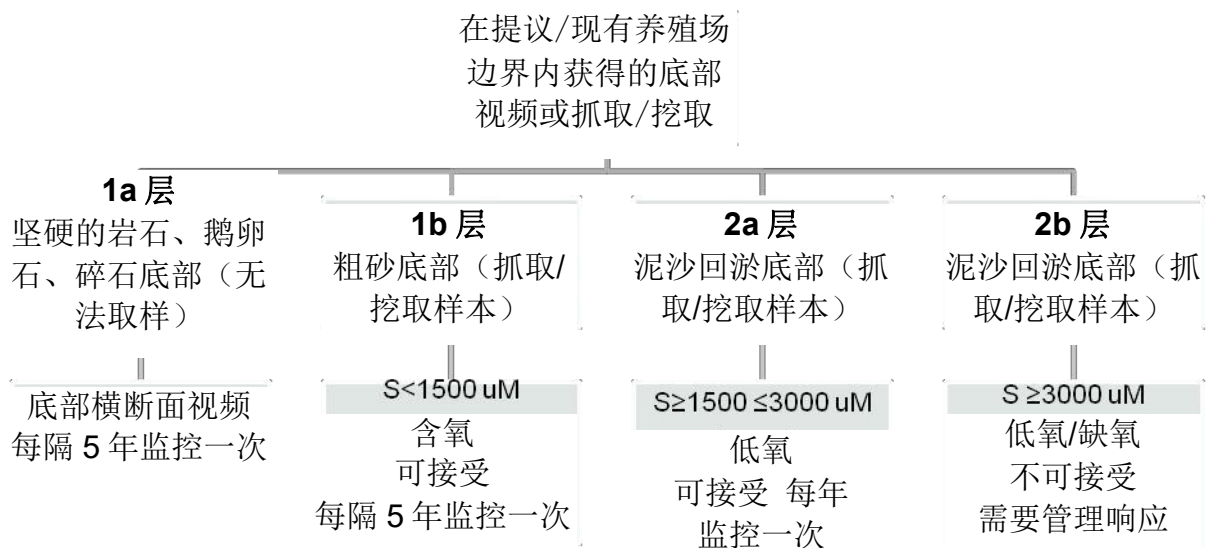 在提议/现有养殖场
边界内获得的底部
视频或抓取/挖取
1a 层
坚硬的岩石、鹅卵
石、碎石底部（无
法取样）
1b 层
粗砂底部（抓取/
挖取样本）
2a 层
泥沙回淤底部（抓
取/挖取样本）
2b 层
泥沙回淤底部（抓
取/挖取样本）
底部横断面视频
每隔 5 年监控一次
S<1500 uM
含氧
可接受
每隔 5 年监控一次
S≥1500 ≤3000 uM
低氧
可接受 每年
监控一次
S ≥3000 uM
低氧/缺氧
不可接受
需要管理响应